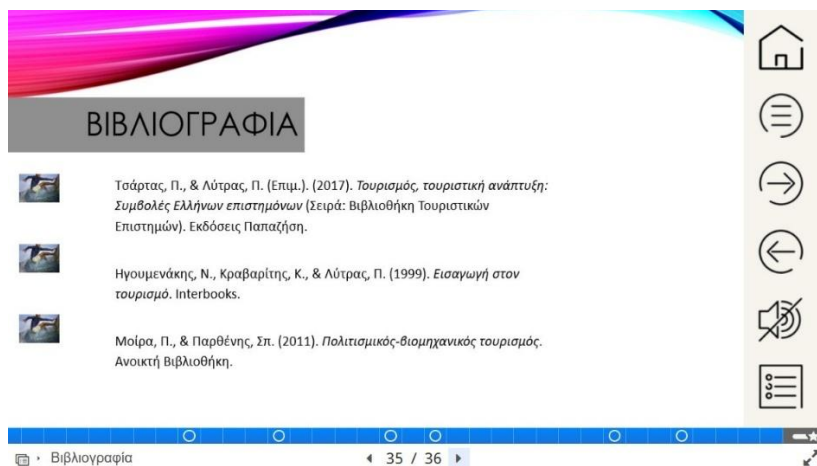 ΒΙΒΛΙΟΓΡΑΦΙΑ
Τσάρτας, Π., & Λύτρας, Π. (Επιμ.). (2017). Τουρισμός, τουριστική ανάπτυξη:
Συμβολές Ελλήνων επιστημόνων (Σειρά: Βιβλιοθήκη Τουριστικών
Επιστημών). Εκδόσεις Παπαζήση.
Ηγουμενάκης, Ν., Κραβαρίτης, Κ., & Λύτρας, Π. (1999). Εισαγωγή στον
τουρισμό. Interbooks.
Μοίρα, Π., & Παρθένης, Σπ. (2011). Πολιτισμικός-βιομηχανικός τουρισμός.
Ανοικτή Βιβλιοθήκη.
Βιβλιογραφία
35 / 36